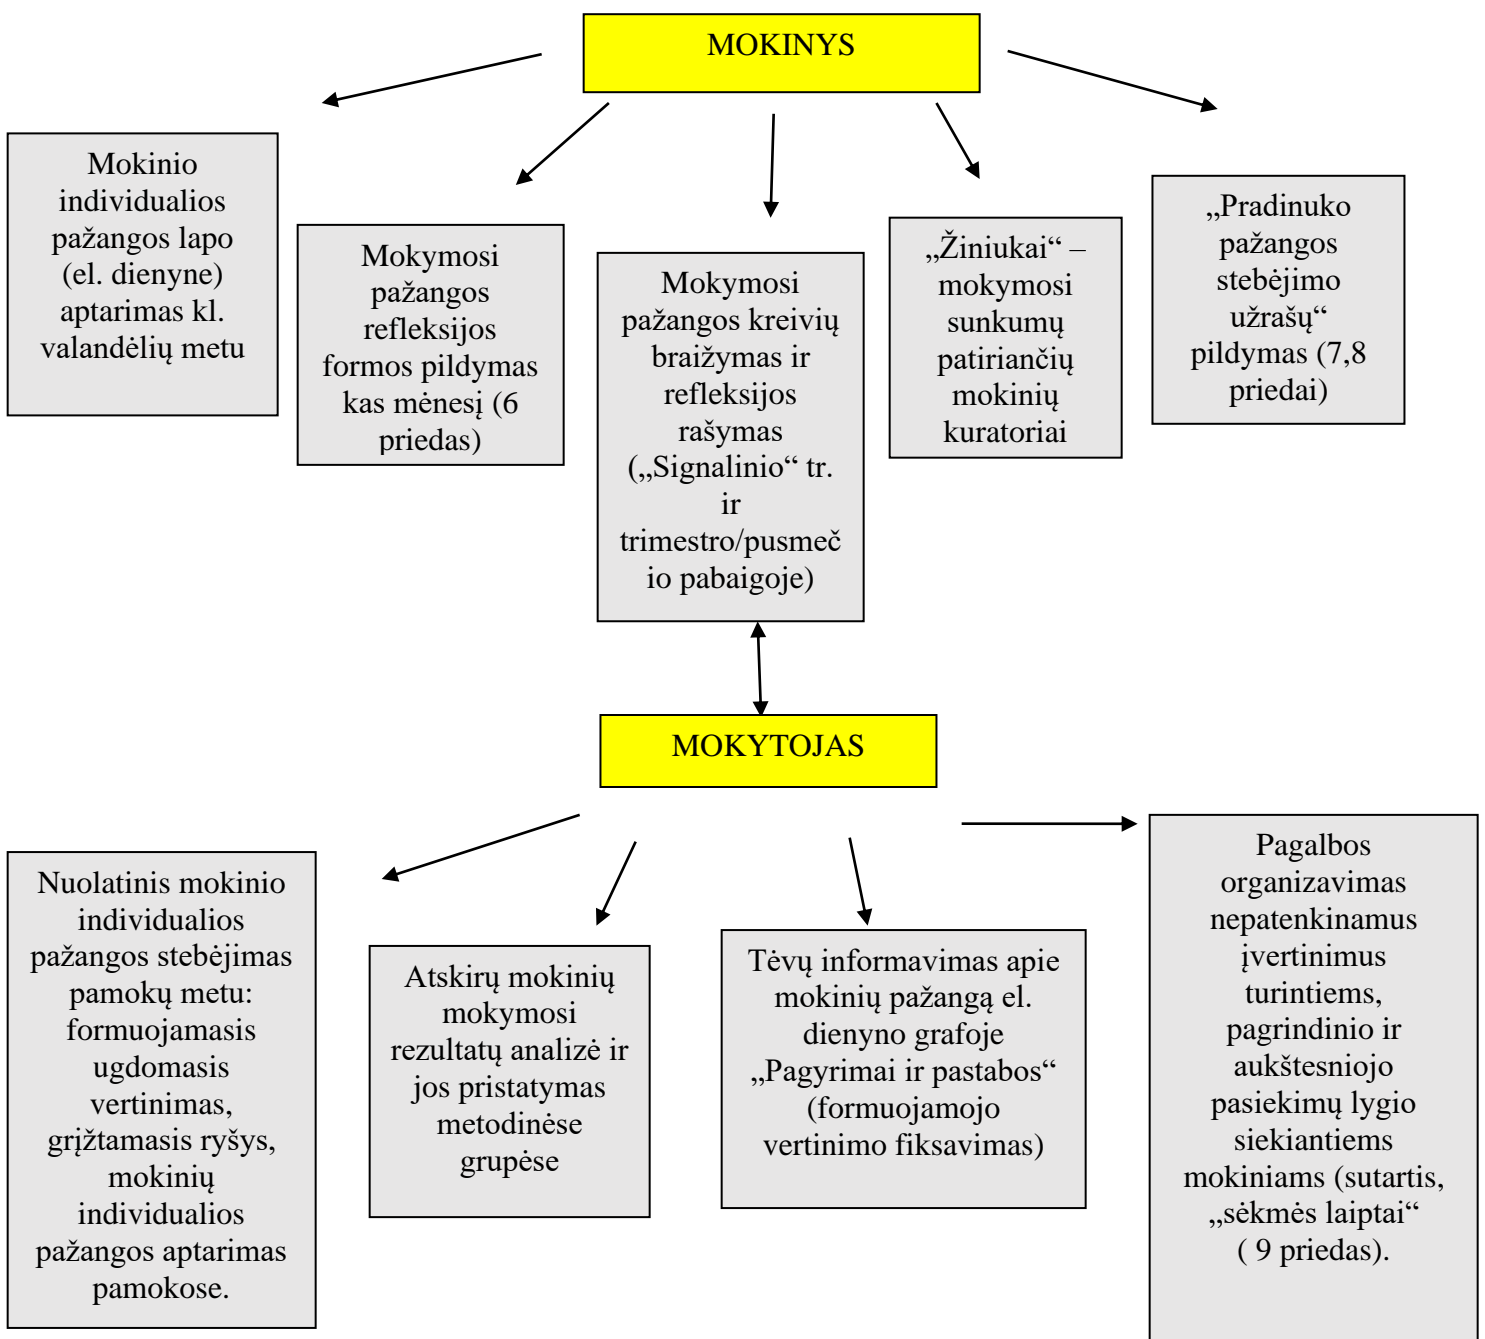 MOKINYS
Mokinio
individualios
pažangos lapo
(el. dienyne)
aptarimas kl.
valandėlių metu
Mokymosi
pažangos
refleksijos
formos pildymas
kas mėnesį (6
priedas)
Mokymosi
pažangos kreivių
braižymas ir
refleksijos
rašymas
(„Signalinio“ tr.
ir
trimestro/pusmeč
io pabaigoje)
„Žiniukai“ –
mokymosi
sunkumų
patiriančių
mokinių
kuratoriai
„Pradinuko
pažangos
stebėjimo
užrašų“
pildymas (7,8
priedai)
MOKYTOJAS
Nuolatinis mokinio
individualios
pažangos stebėjimas
pamokų metu:
formuojamasis
ugdomasis
vertinimas,
grįžtamasis ryšys,
mokinių
individualios
pažangos aptarimas
pamokose.
Atskirų mokinių
mokymosi
rezultatų analizė ir
jos pristatymas
metodinėse
grupėse
Tėvų informavimas apie
mokinių pažangą el.
dienyno grafoje
„Pagyrimai ir pastabos“
(formuojamojo
vertinimo fiksavimas)
Pagalbos
organizavimas
nepatenkinamus
įvertinimus
turintiems,
pagrindinio ir
aukštesniojo
pasiekimų lygio
siekiantiems
mokiniams (sutartis,
„sėkmės laiptai“
( 9 priedas).